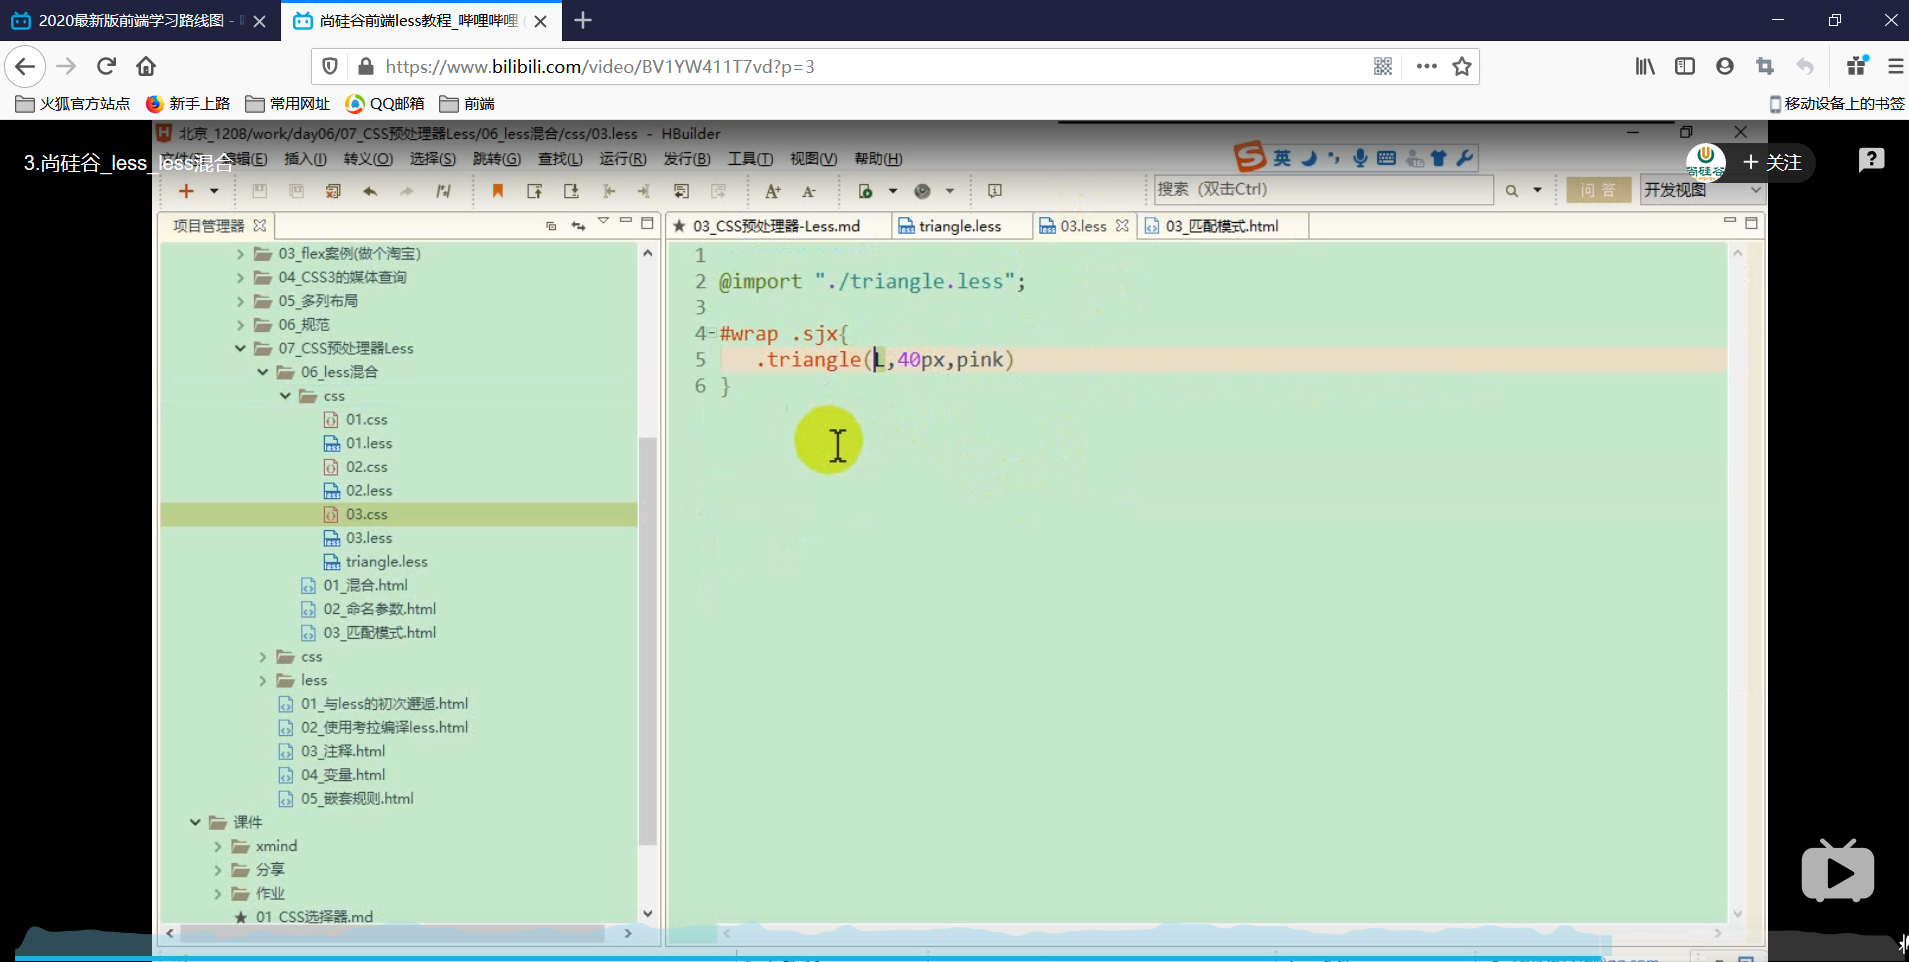 2020最新版前端学习路线图 -
尚硅谷前端less教程_哔哩哔哩 (
https://www.bilibili.com/video/BV1YW411T7vd?p=3
火狐官方站点 新手上路 常用网址 QQ邮箱 前端 移动设备上的书签
北京_1208/work/day06/07_CSS预处理器Less/06_less混合/css/03.less - HBuilder
3.尚硅谷_less_less混合
编辑(E) 插入(I) 转义(O) 选择(S) 跳转(G) 查找(L) 运行(R) 发行(B) 工具(T) 视图(V) 帮助(H)
英
尚硅谷
+ 关注
搜索 (双击Ctrl)
问 答
开发视图
项目管理器
03_CSS预处理器-Less.md triangle.less 03.less 03_匹配模式.html
03_flex案例(做个淘宝)
04_CSS3的媒体查询
05_多列布局
06_规范
07_CSS预处理器Less
06_less混合
css
01.css
01.less
02.css
02.less
03.css
03.less
triangle.less
01_混合.html
02_命名参数.html
03_匹配模式.html
css
less
01_与less的初次邂逅.html
02_使用考拉编译less.html
03_注释.html
04_变量.html
05_嵌套规则.html
课件
xmind
分享
作业
01_CSS选择器.md
1
2 @import "./triangle.less";
3
4 #wrap .sjx{
5 .triangle(L,40px,pink)
6 }